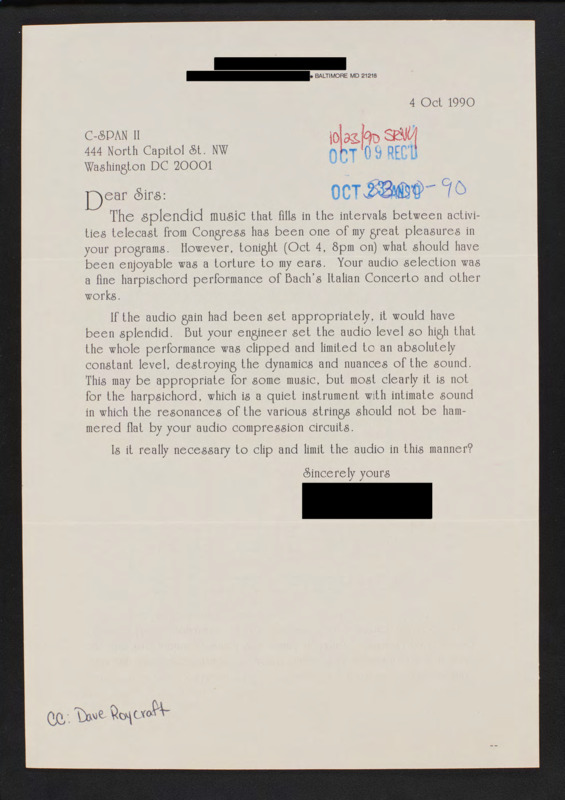 • BALTIMORE MD 21218
4 Oct 1990
C-SPAN II
444 North Capitol St. NW
Washington DC 20001
10/23/90 SRVY
OCT 09 REC'D
OCT 23
-90
Dear Sirs:
The splendid music that fills in the intervals between activi-
ties telecast from Congress has been one of my great pleasures in
your programs. However, tonight (Oct 4, 8pm on) what should have
been enjoyable was a torture to my ears. Your audio selection was
a fine harpischord performance of Bach's Italian Concerto and other
works.
If the audio gain had been set appropriately, it would have
been splendid. But your engineer set the audio level so high that
the whole performance was clipped and limited to an absolutely
constant level, destroying the dynamics and nuances of the sound.
This may be appropriate for some music, but most clearly it is not
for the harpsichord, which is a quiet instrument with intimate sound
in which the resonances of the various strings should not be ham-
mered flat by your audio compression circuits.
Is it really necessary to clip and limit the audio in this manner?
Sincerely yours
CC: Dave Roycraft